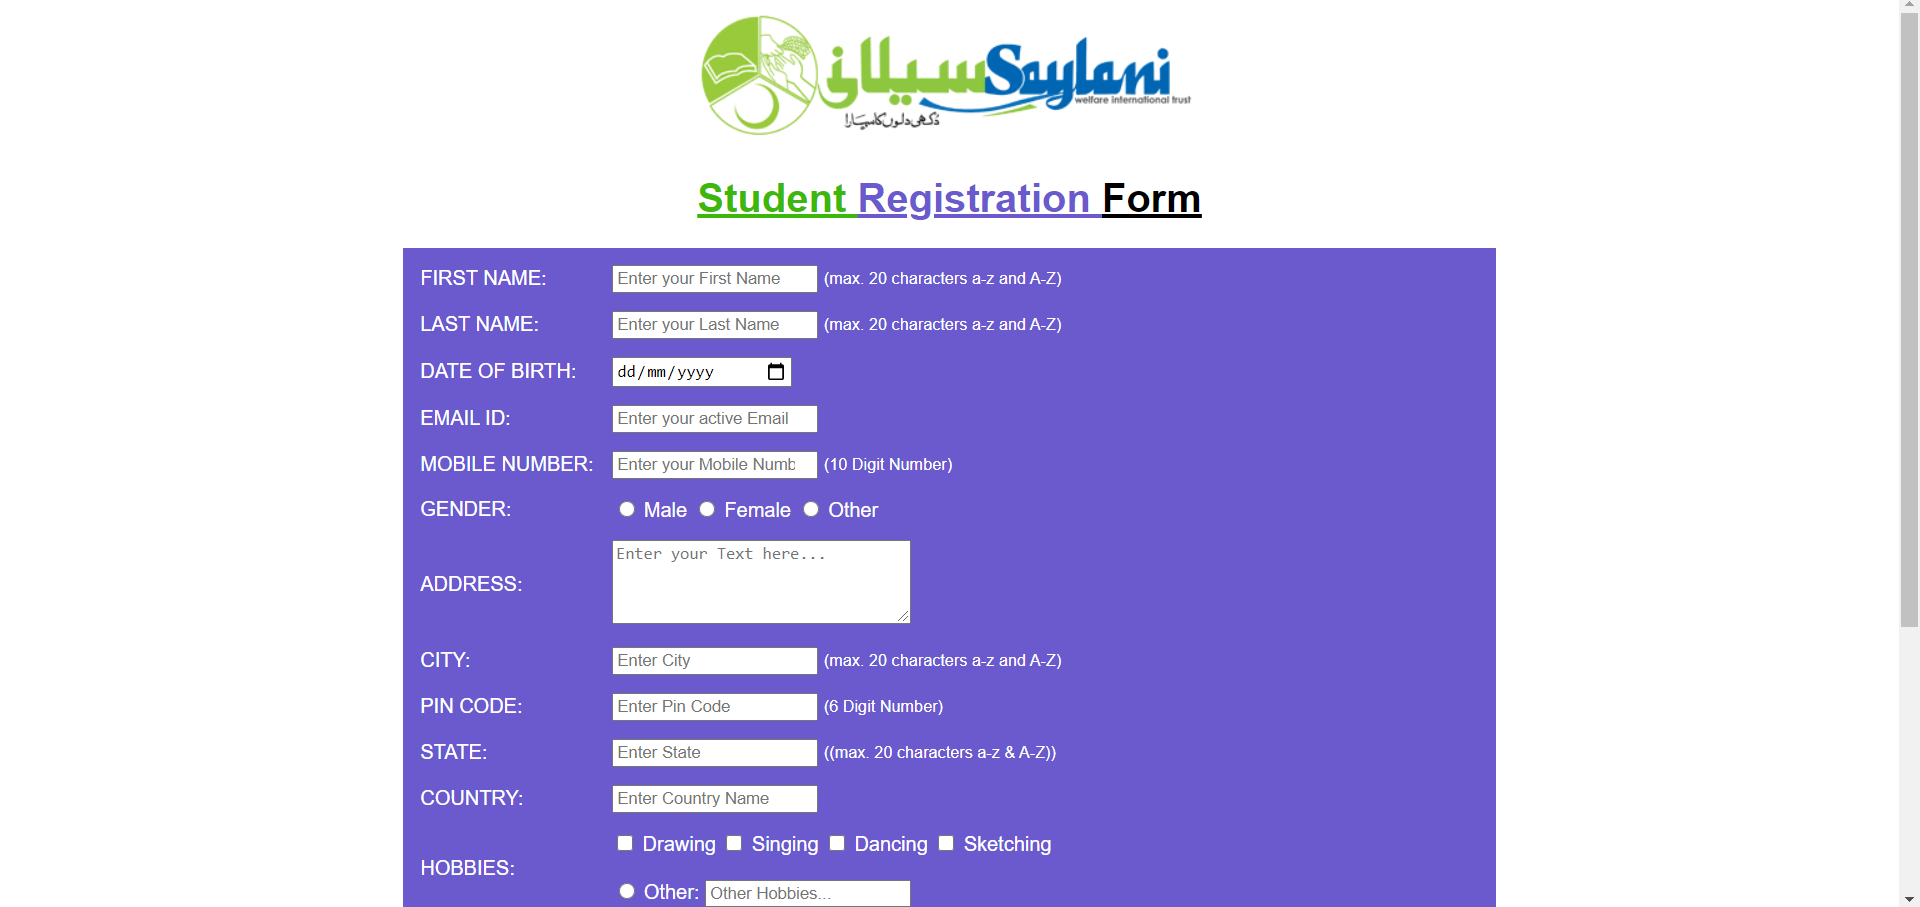 سیلانی Saylani
welfare international trust
دکھی دلوں کا سہارا
Student Registration Form
FIRST NAME: Enter your First Name (max. 20 characters a-z and A-Z)
LAST NAME: Enter your Last Name (max. 20 characters a-z and A-Z)
DATE OF BIRTH: dd/mm/yyyy
EMAIL ID: Enter your active Email
MOBILE NUMBER: Enter your Mobile Numb (10 Digit Number)
GENDER: Male Female Other
ADDRESS: Enter your Text here...
CITY: Enter City (max. 20 characters a-z and A-Z)
PIN CODE: Enter Pin Code (6 Digit Number)
STATE: Enter State ((max. 20 characters a-z & A-Z))
COUNTRY: Enter Country Name
HOBBIES: Drawing Singing Dancing Sketching
Other: Other Hobbies...